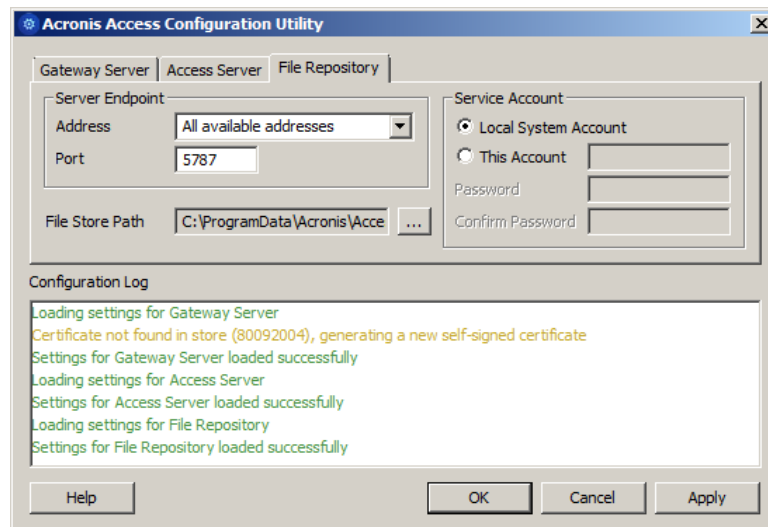 Acronis Access Configuration Utility
Gateway Server
Access Server
File Repository
Server Endpoint
Address
All available addresses
Port
5787
File Store Path
C:\ProgramData\Acronis\Acce
...
Service Account
Local System Account
This Account
Password
Confirm Password
Configuration Log
Loading settings for Gateway Server
Certificate not found in store (80092004), generating a new self-signed certificate
Settings for Gateway Server loaded successfully
Loading settings for Access Server
Settings for Access Server loaded successfully
Loading settings for File Repository
Settings for File Repository loaded successfully
Help
OK
Cancel
Apply